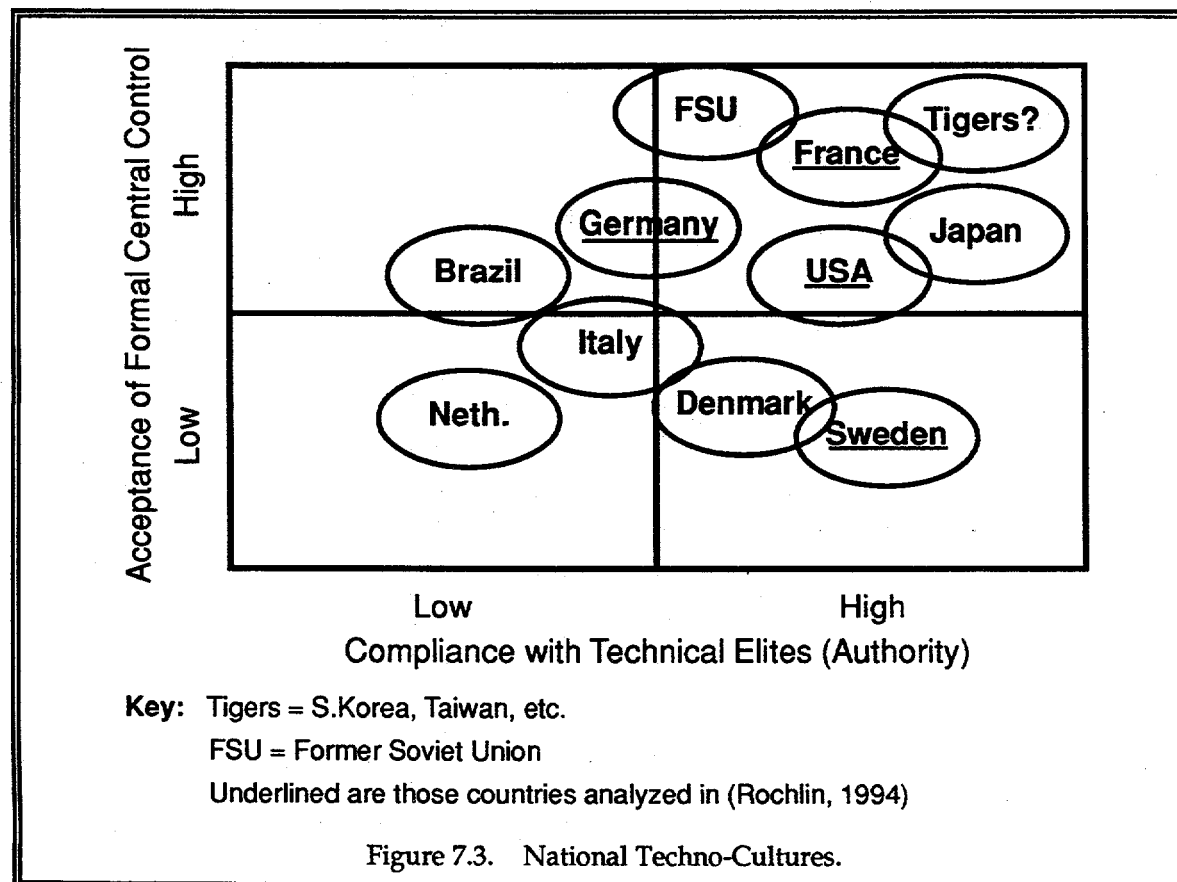 Acceptance of Formal Central Control
High
Low
FSU
Tigers?
France
Germany
Japan
Brazil
USA
Italy
Denmark
Neth.
Sweden
Low High
Compliance with Technical Elites (Authority)
Key: Tigers = S.Korea, Taiwan, etc.
FSU = Former Soviet Union
Underlined are those countries analyzed in (Rochlin, 1994)
Figure 7.3. National Techno-Cultures.